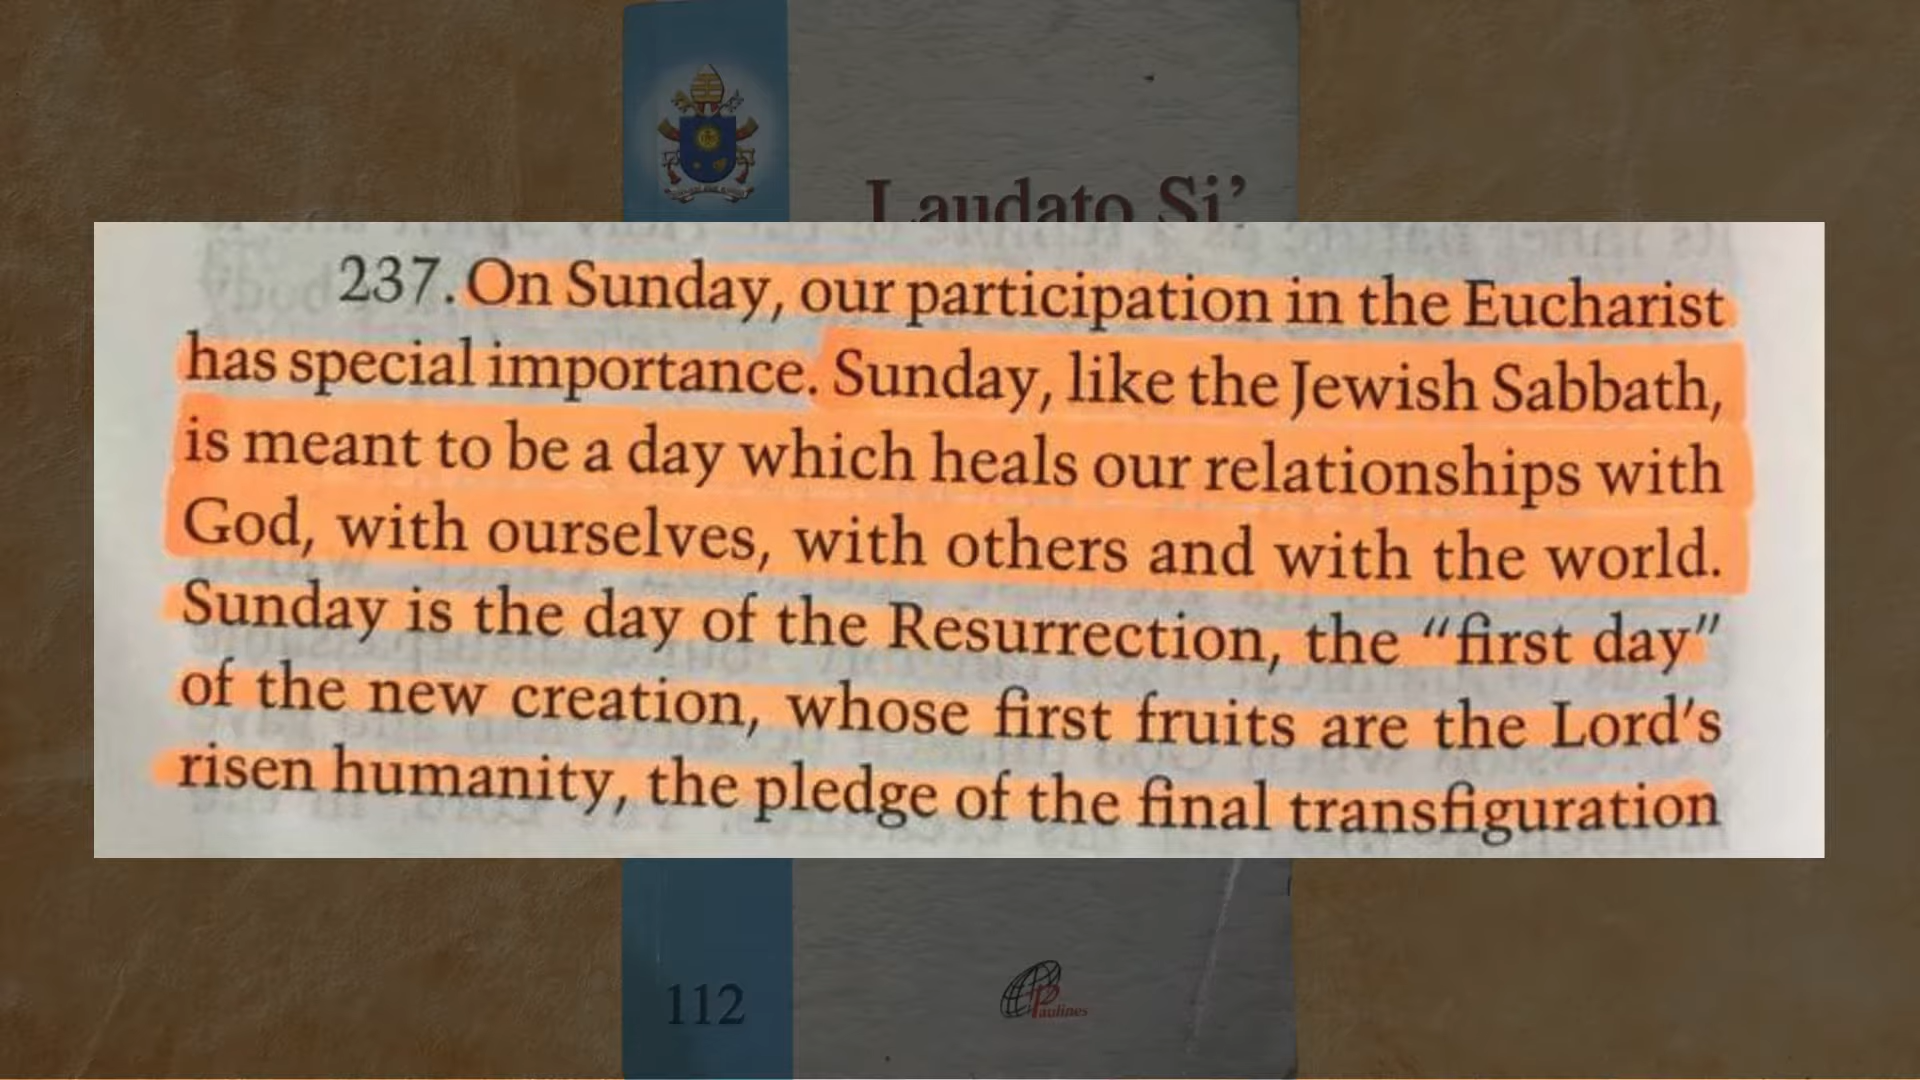 Laudato Si'
237. On Sunday, our participation in the Eucharist
has special importance. Sunday, like the Jewish Sabbath,
is meant to be a day which heals our relationships with
God, with ourselves, with others and with the world.
Sunday is the day of the Resurrection, the “first day”
of the new creation, whose first fruits are the Lord's
risen humanity, the pledge of the final transfiguration
112
Paulines